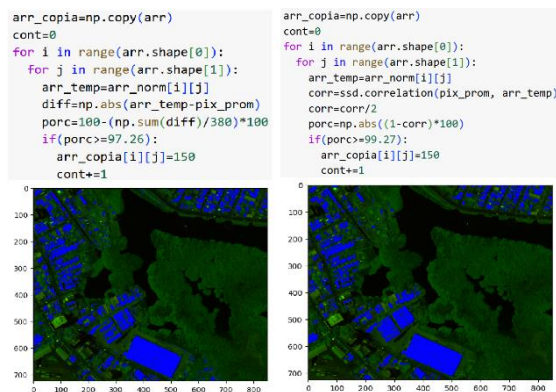 arr_copia=np.copy(arr)
cont=0
for i in range(arr.shape[0]):
for j in range(arr.shape[1]):
arr_temp=arr_norm[i][j]
diff=np.abs(arr_temp-pix_prom)
porc=100-(np.sum(diff)/380)*100
if(porc>=97.26):
arr_copia[i][j]=150
cont+=1
0
100
200
300
400
500
600
700
0 100 200 300 400 500 600 700 800
arr_copia=np.copy(arr)
cont=0
for i in range(arr.shape[0]):
for j in range(arr.shape[1]):
arr_temp=arr_norm[i][j]
corr=ssd.correlation(pix_prom, arr_temp)
corr=corr/2
porc=np.abs((1-corr)*100)
if(porc>=99.27):
arr_copia[i][j]=150
cont+=1
0
100
200
300
400
500
600
700
0 100 200 300 400 500 600 700 800